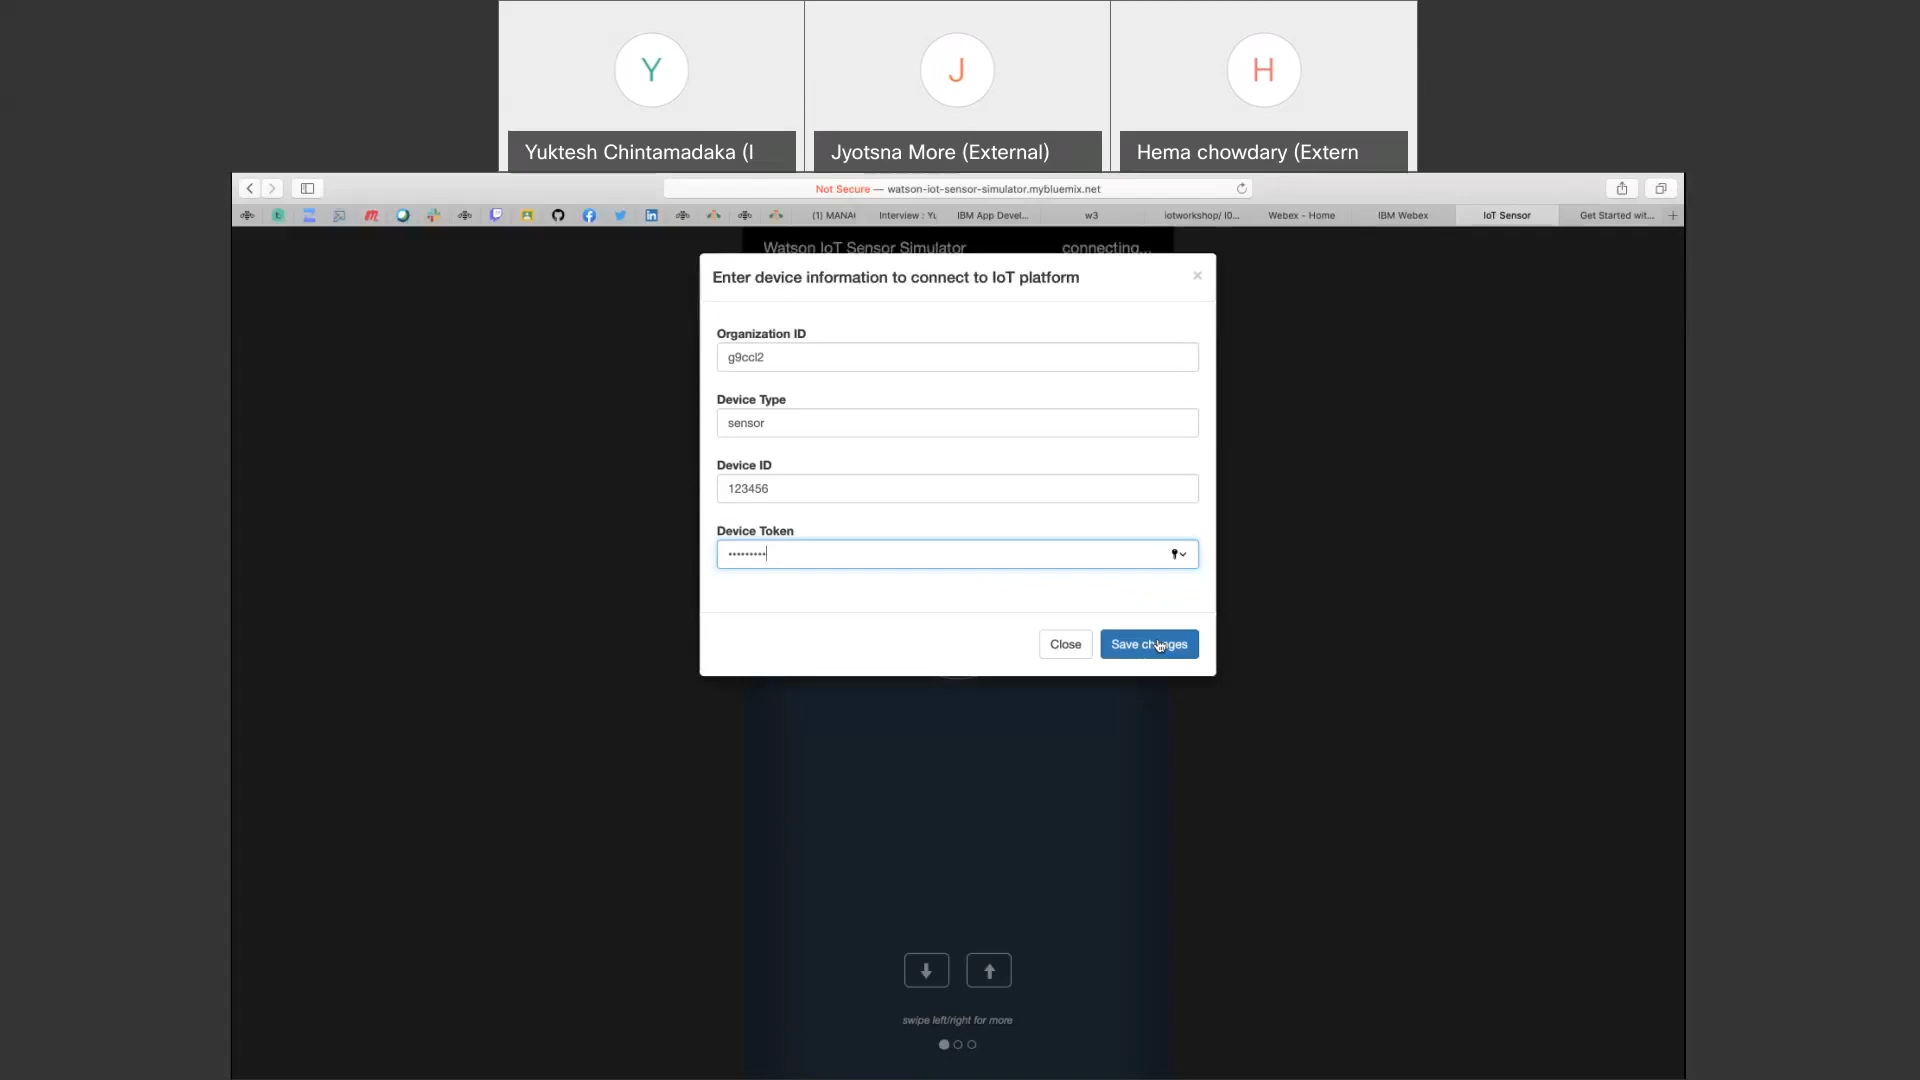 Y
J
H
Yuktesh Chintamadaka (I
Jyotsna More (External)
Hema chowdary (Extern
Not Secure — watson-iot-sensor-simulator.mybluemix.net
(1) MANAI
Interview : Yu
IBM App Devel...
w3
iotworkshop/ I0...
Webex - Home
IBM Webex
IoT Sensor
Get Started wit...
Watson IoT Sensor Simulator
connecting...
Enter device information to connect to IoT platform
Organization ID
g9ccl2
Device Type
sensor
Device ID
123456
Device Token
•••••••••
Close
Save changes
swipe left/right for more